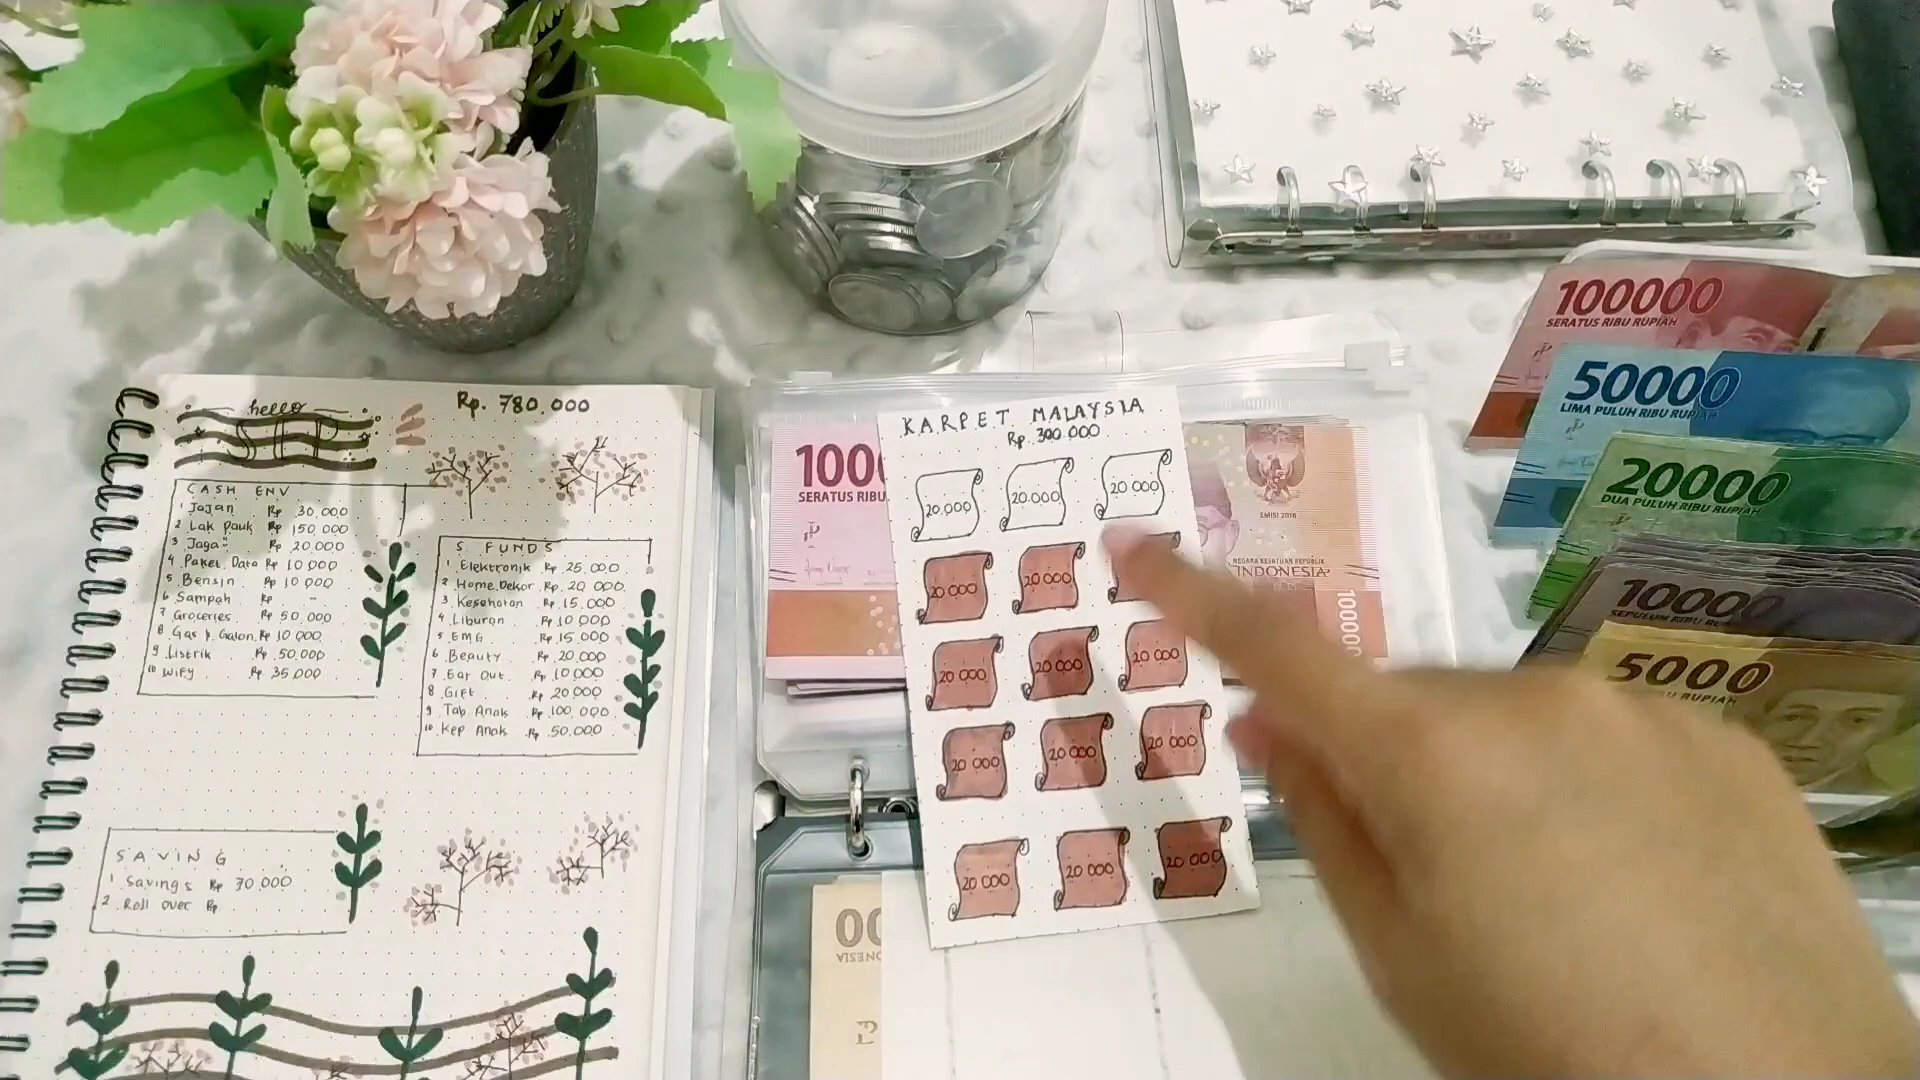 hello
SEP
Rp. 780.000
CASH ENV
1 Jajan Rp 30.000
2 Lak Pauk Rp 150.000
3 Jaga² Rp 20.000
4 Paket Data Rp 10 000
5 Bensin Rp 10 000
6 Sampah Rp -
7 Groceries Rp 50.000
8 Gas & Galon Rp 10 000
9 Listrik Rp 50.000
10 WiFy Rp 35.000
S. FUNDS
1. Elektronik Rp. 25.000
2 Home Dekor Rp. 20 000
3. Kesehatan Rp 15.000
4 Liburan Rp 10 000
5 EMG Rp 15.000
6 Beauty Rp. 20.000
7. Ear Out Rp 10.000
8 Gift Rp 20.000
9 Tab Anak Rp 100.000
10 Kep Anak Rp 50.000
SAVING
1 Savings Rp 30.000
2. Roll over Rp
KARPET MALAYSIA
Rp. 300.000
20.000 20.000 20.000
20 000 20 000
20 000 20 000 20 000
20 000 20 000 20 000
20 000 20 000 20 000
1000
SERATUS RIBU
EMISI 2016
NEGARA KESATUAN REPUBLIK
INDONESIA
10000
00
100000
SERATUS RIBU RUPIAH
50000
LIMA PULUH RIBU RUPIAH
20000
DUA PULUH RIBU RUPIAH
10000
SEPULUH RIBU RU
5000
RUPIAH